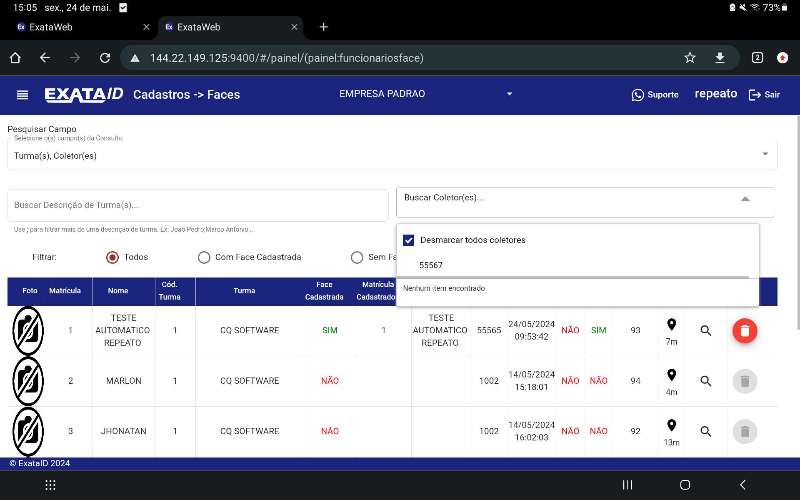 15:05 sex., 24 de mai.
73%
Ex ExataWeb
Ex ExataWeb
144.22.149.125:9400/#/painel/(painel:funcionariosface)
2
EXATAID Cadastros -> Faces
EMPRESA PADRAO
Suporte
repeato
Sair
Pesquisar Campo
Selecione o(s) campo(s) da Consulta
Turma(s), Coletor(es)
Buscar Descrição de Turma(s)...
Buscar Coletor(es)...
Use ; para filtrar mais de uma descrição de turma. Ex: João Pedro;Marco Antonio...
Desmarcar todos coletores
55567
Nenhum item encontrado
Filtrar:
Todos
Com Face Cadastrada
Sem Fa
Foto
Matrícula
Nome
Cód. Turma
Turma
Face Cadastrada
Matrícula Cadastrado
1
TESTE AUTOMATICO REPEATO
1
CQ SOFTWARE
SIM
1
TESTE AUTOMATICO REPEATO
55565
24/05/2024 09:53:42
NÃO
SIM
93
7m
2
MARLON
1
CQ SOFTWARE
NÃO
1002
14/05/2024 15:18:01
NÃO
NÃO
94
4m
3
JHONATAN
1
CQ SOFTWARE
NÃO
1002
14/05/2024 16:02:03
NÃO
NÃO
92
13m
© ExataID 2024